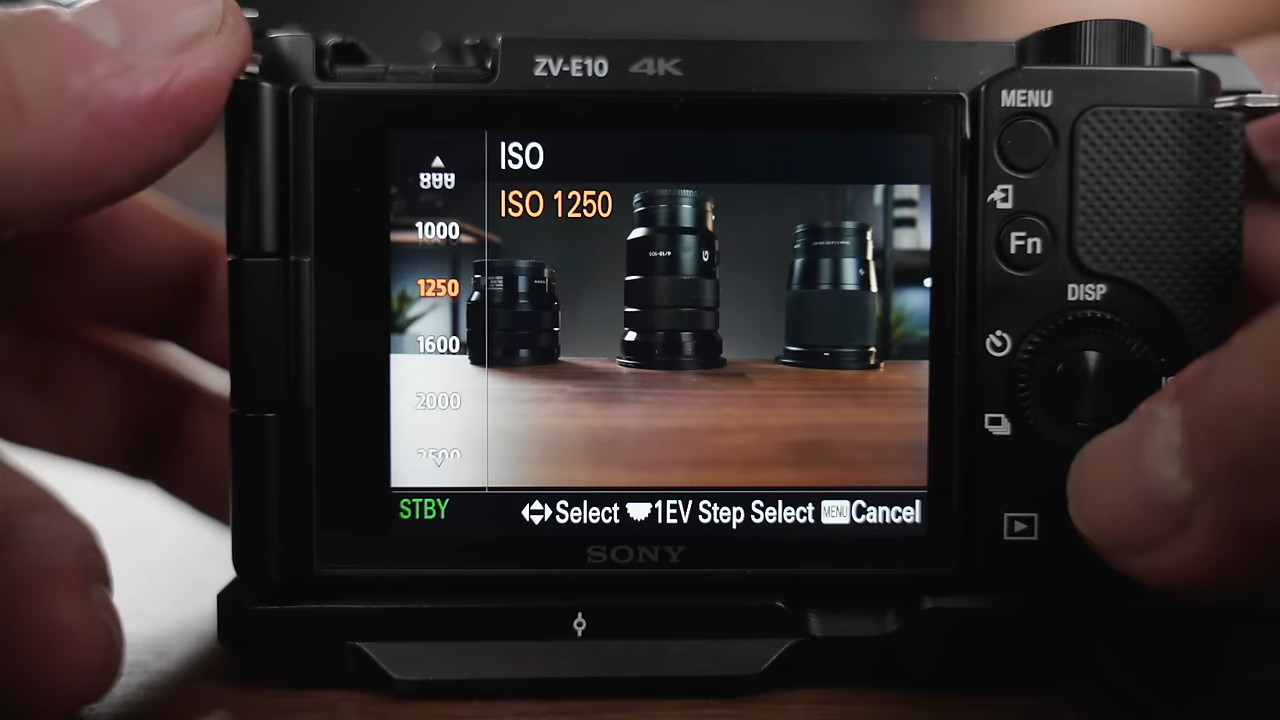 ZV-E10 4K
MENU
ISO
800
ISO 1250
1000
Fn
1250
DISP
1600
2000
2500
STBY
Select 1EV Step Select MENU Cancel
SONY